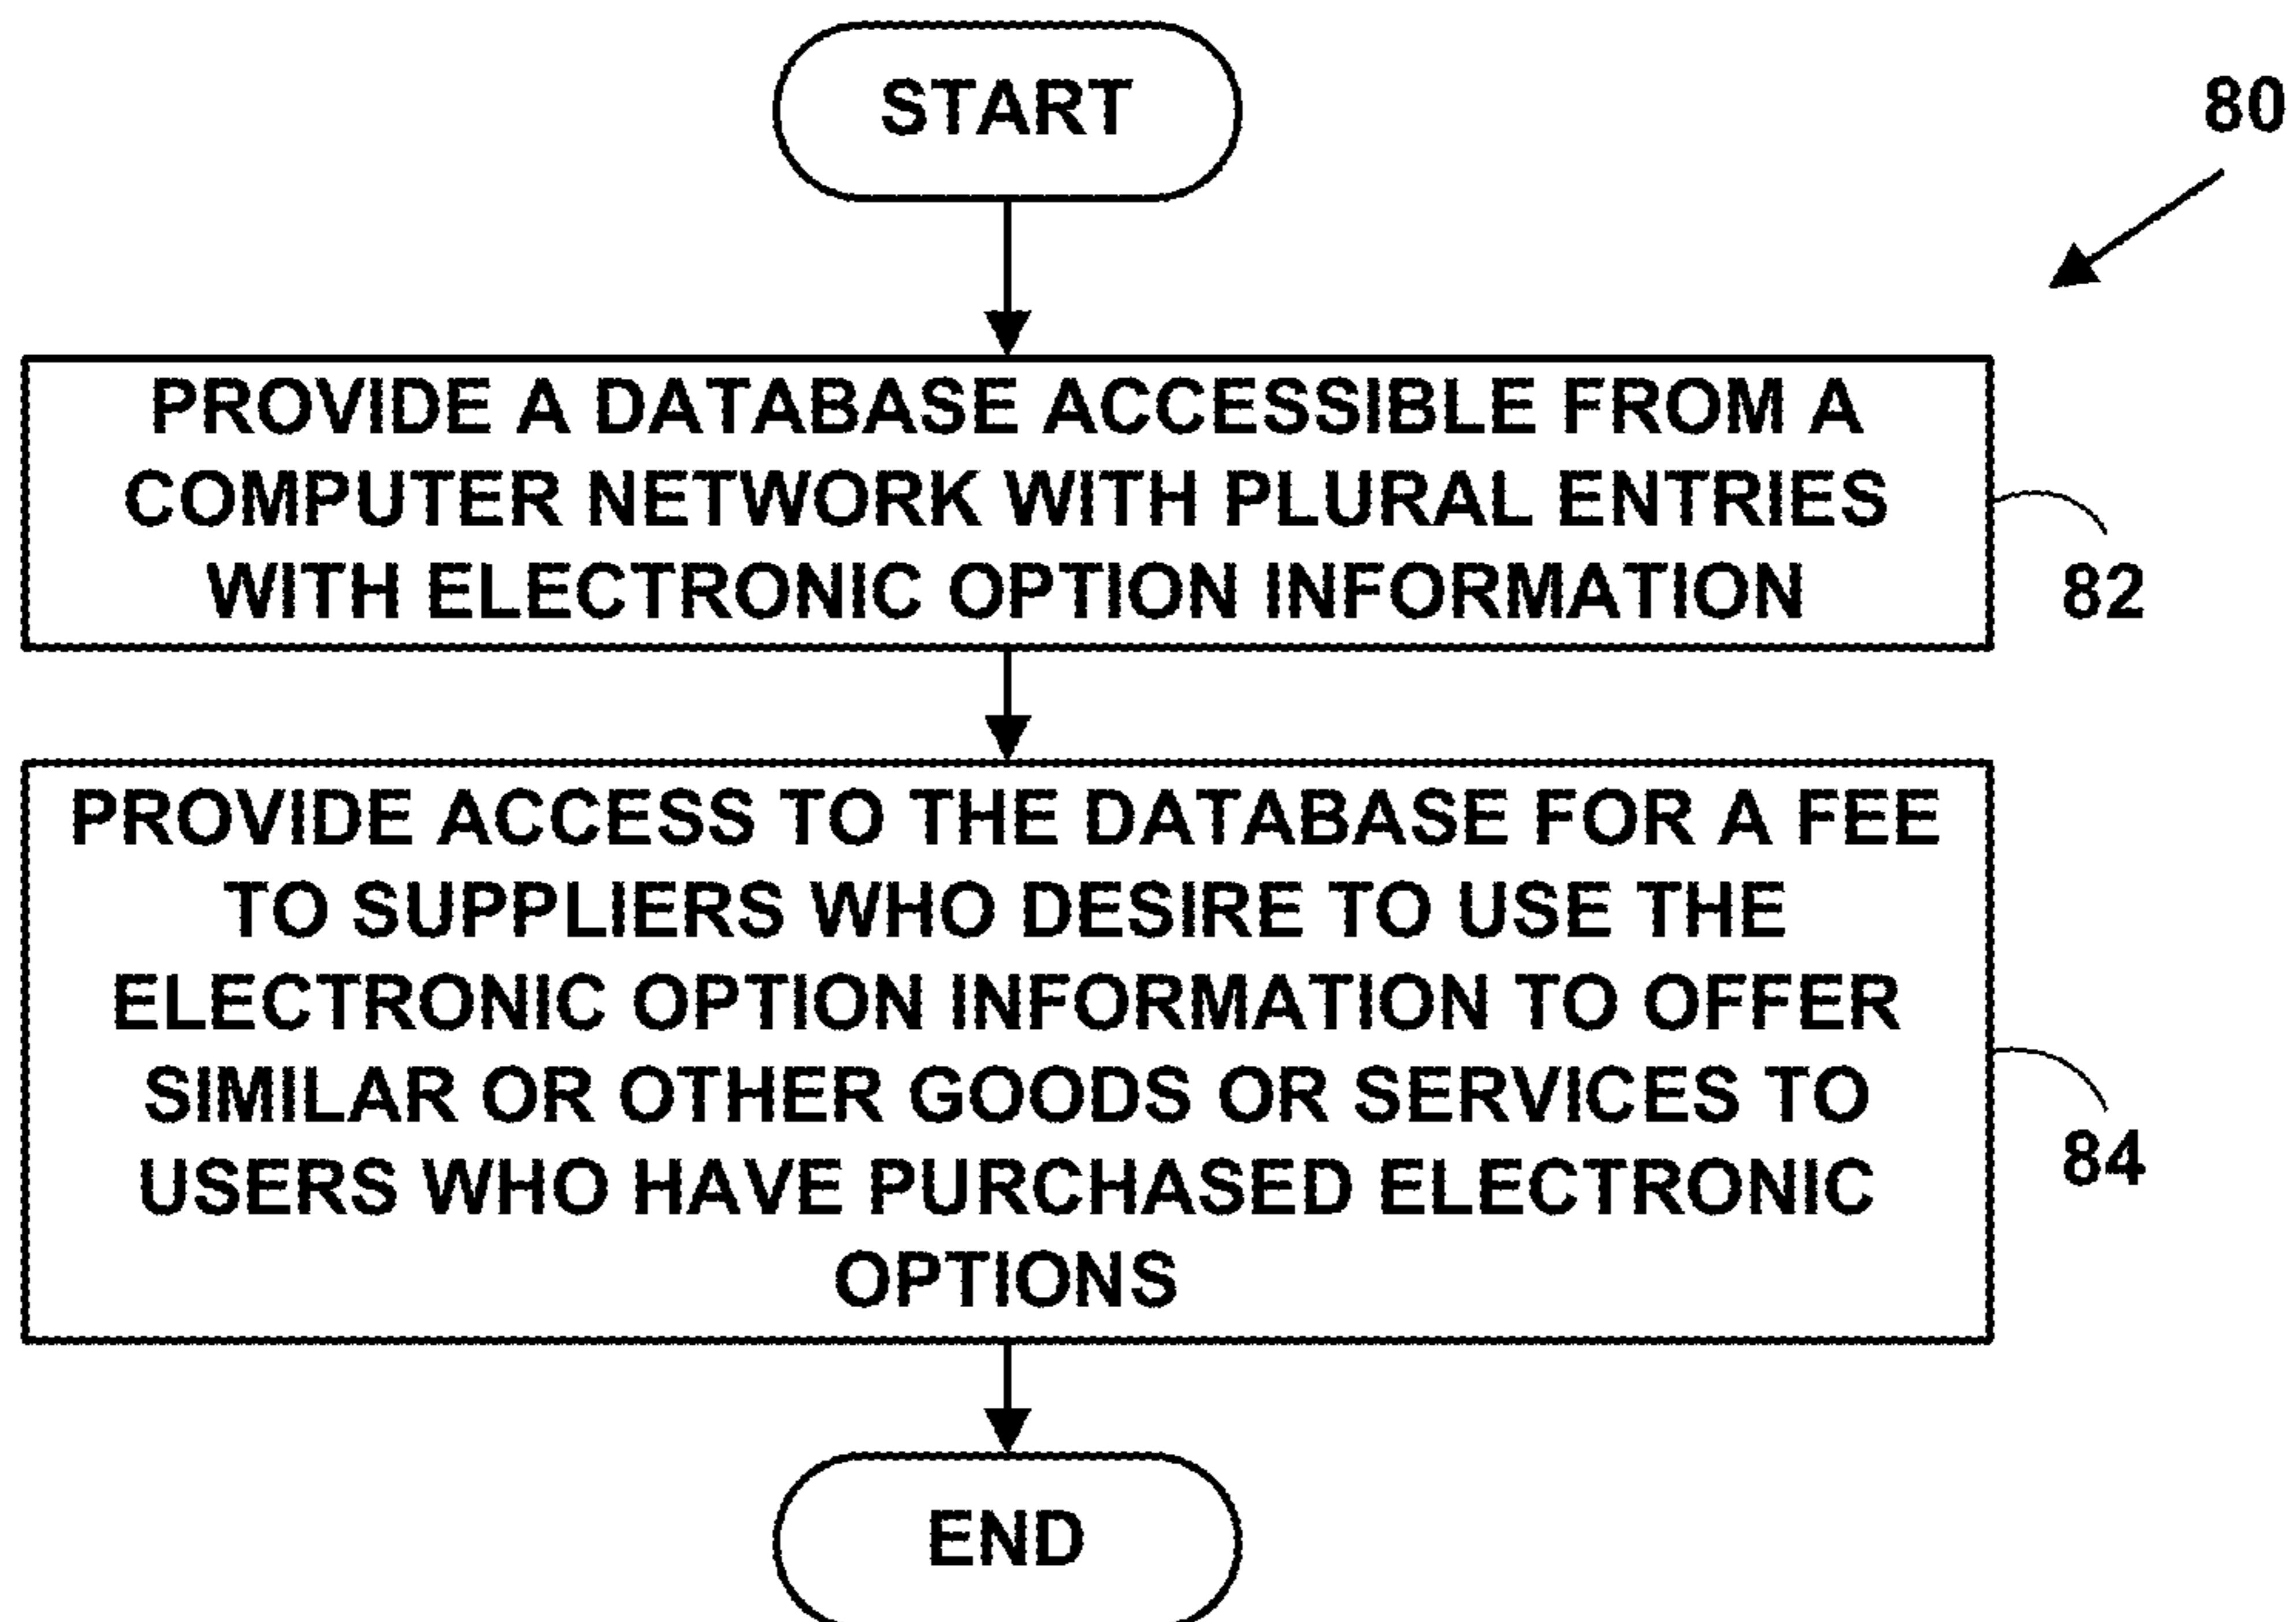 START
80
PROVIDE A DATABASE ACCESSIBLE FROM A
COMPUTER NETWORK WITH PLURAL ENTRIES
WITH ELECTRONIC OPTION INFORMATION
82
PROVIDE ACCESS TO THE DATABASE FOR A FEE
TO SUPPLIERS WHO DESIRE TO USE THE
ELECTRONIC OPTION INFORMATION TO OFFER
SIMILAR OR OTHER GOODS OR SERVICES TO
USERS WHO HAVE PURCHASED ELECTRONIC
OPTIONS
84
END